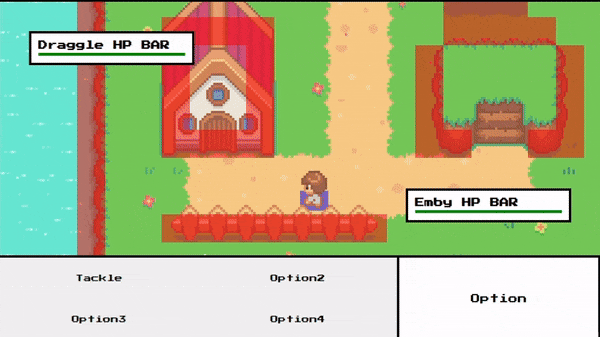 Draggle HP BAR
Emby HP BAR
Tackle
Option2
Option
Option3
Option4